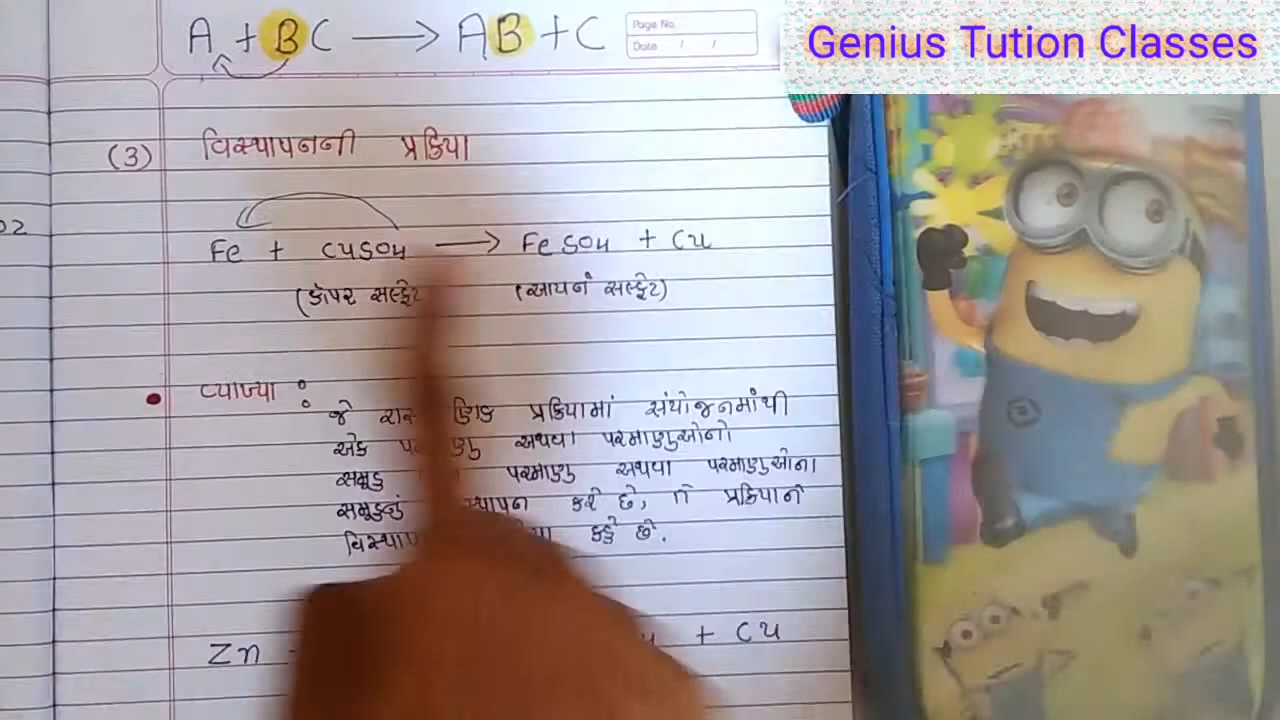 A + BC ⟶ AB + C
Page No.
Date / /
Genius Tution Classes
(3) વિસ્થાપનની પ્રક્રિયા
02
Fe + CuSO4 ⟶ FeSO4 + Cu
(કૉપર સલ્ફેટ (આયર્ન સલ્ફેટ)
• વ્યાખ્યા :
જે પ્રક્રિયામાં સંયોજનમાંથી
એક અથવા પરમાણુઓનો
સમૂહ પરમાણુ અથવા પરમાણુઓના
સમૂહનું કરે છે, તે પ્રક્રિયાને
કહે છે.
Zn + Cu